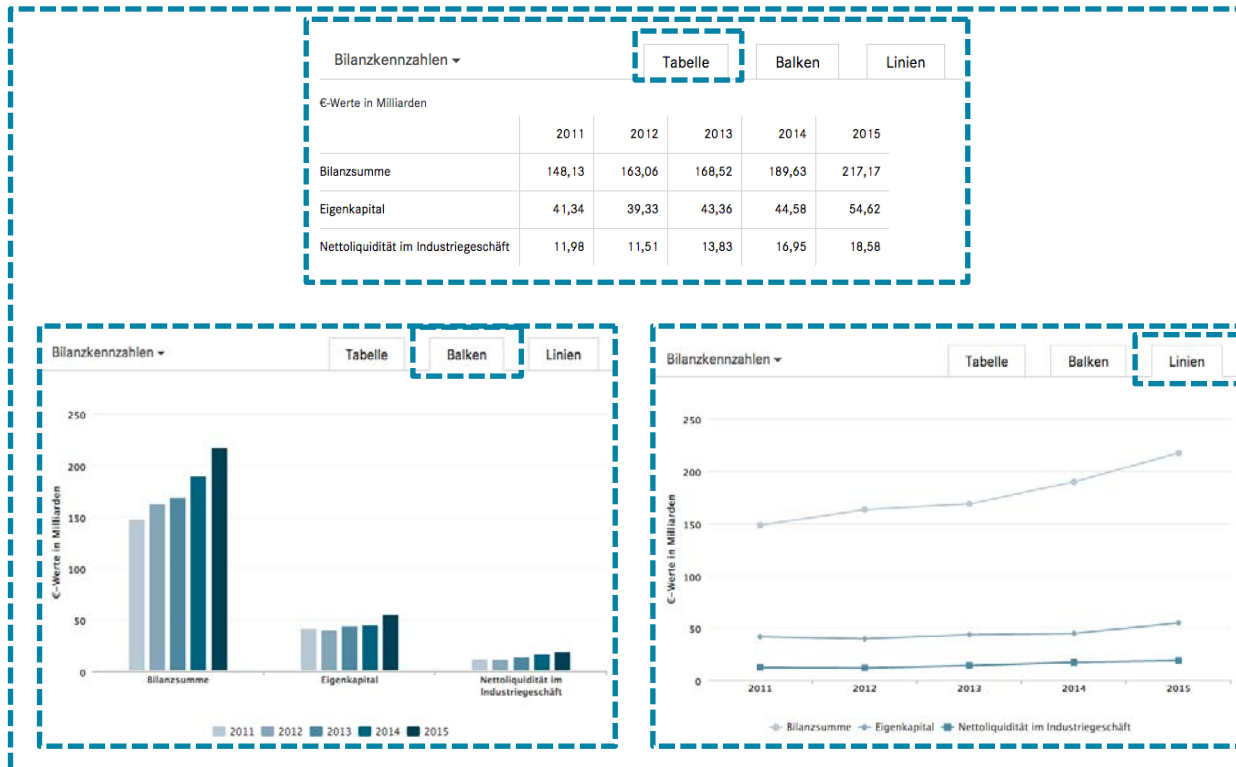 Bilanzkennzahlen Tabelle Balken Linien
€-Werte in Milliarden
2011 2012 2013 2014 2015
Bilanzsumme 148,13 163,06 168,52 189,63 217,17
Eigenkapital 41,34 39,33 43,36 44,58 54,62
Nettoliquidität im Industriegeschäft 11,98 11,51 13,83 16,95 18,58
Bilanzkennzahlen Tabelle Balken Linien
€-Werte in Milliarden
250
200
150
100
50
0
Bilanzsumme Eigenkapital Nettoliquidität im
Industriegeschäft
2011 2012 2013 2014 2015
Bilanzkennzahlen Tabelle Balken Linien
€-Werte in Milliarden
250
200
150
100
50
0
2011 2012 2013 2014 2015
Bilanzsumme Eigenkapital Nettoliquidität im Industriegeschäft